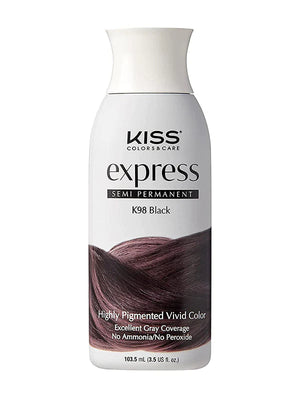 KISS
COLORS & CARE
express
SEMI PERMANENT
K98 Black
Highly Pigmented Vivid Color
Excellent Gray Coverage
No Ammonia/No Peroxide
103.5 mL (3.5 US fl. oz.)